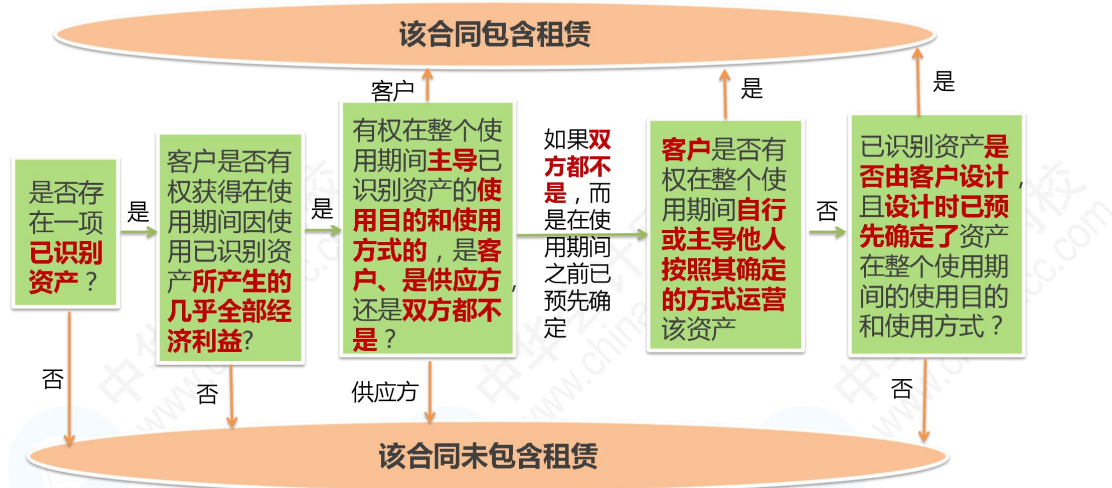 该合同包含租赁
是否存
在一项
已识别
资产？
是
否
客户是否有
权获得在使
用期间因使
用已识别资
产所产生的
几乎全部经
济利益?
是
否
客户
有权在整个使
用期间主导已
识别资产的使
用目的和使用
方式的，是客
户、是供应方，
还是双方都不
是？
供应方
如果双
方都不
是，而
是在使
用期间
之前已
预先确
定
是
客户是否有
权在整个使
用期间自行
或主导他人
按照其确定
的方式运营
该资产
否
是
已识别资产是
否由客户设计，
且设计时已预
先确定了资产
在整个使用期
间的使用目的
和使用方式？
否
该合同未包含租赁